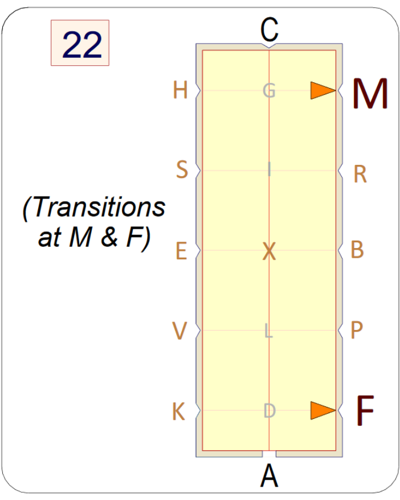 22
C
H G M
S I R
(Transitions
at M & F)
E X B
V L P
K D F
A